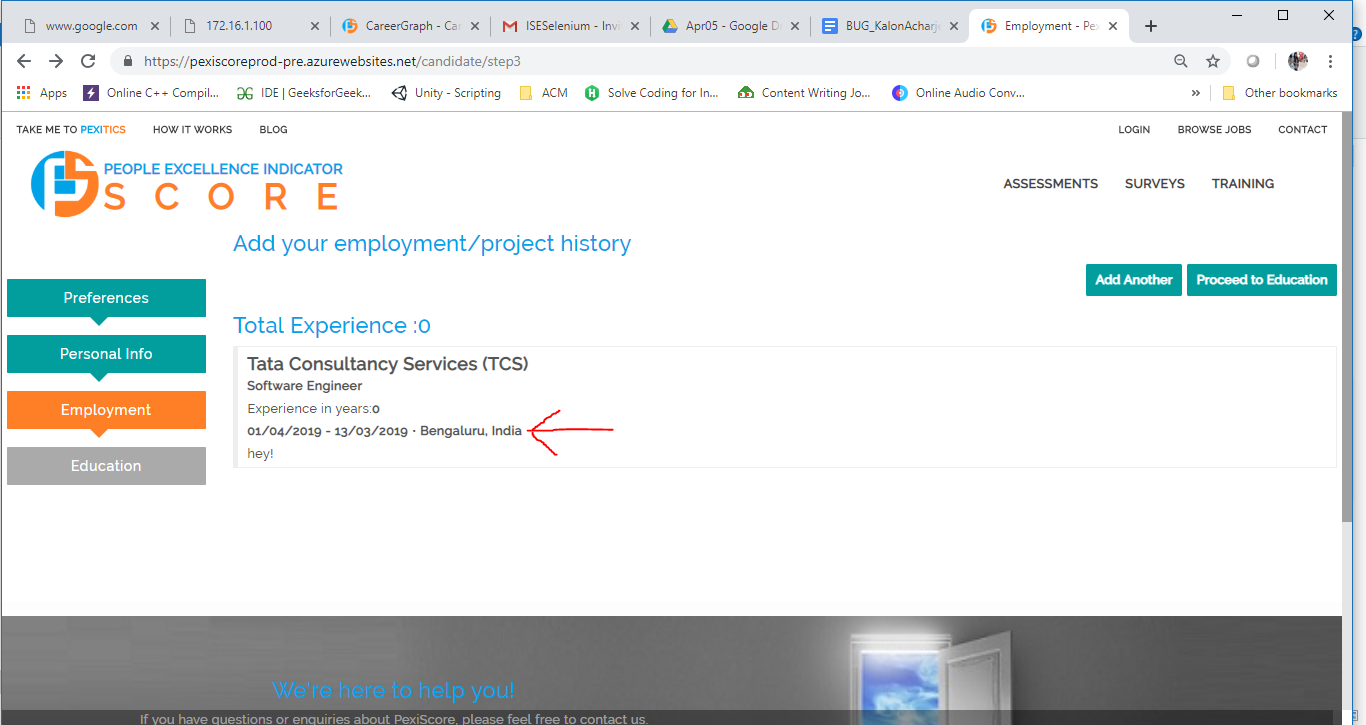 www.google.com
172.16.1.100
CareerGraph - Car
ISESelenium - Invi
Apr05 - Google D
BUG_KalonAcharje
Employment - Pex
https://pexiscoreprod-pre.azurewebsites.net/candidate/step3
Apps
Online C++ Compil...
IDE | GeeksforGeek...
Unity - Scripting
ACM
Solve Coding for In...
Content Writing Jo...
Online Audio Conv...
»
Other bookmarks
TAKE ME TO PEXITICS
HOW IT WORKS
BLOG
LOGIN
BROWSE JOBS
CONTACT
PEOPLE EXCELLENCE INDICATOR
SCORE
ASSESSMENTS
SURVEYS
TRAINING
Add your employment/project history
Add Another
Proceed to Education
Preferences
Personal Info
Employment
Education
Total Experience :0
Tata Consultancy Services (TCS)
Software Engineer
Experience in years:0
01/04/2019 - 13/03/2019 · Bengaluru, India
hey!
We're here to help you!
If you have questions or enquiries about PexiScore, please feel free to contact us.